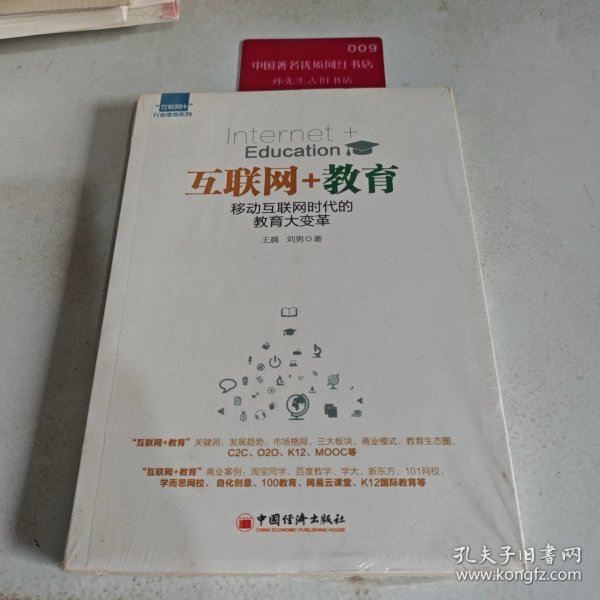 009
中国著名优质网红书店
孙先生古旧书店
"互联网+"
行业落地系列
Internet +
Education
互联网+教育
移动互联网时代的
教育大变革
王晨 刘男◎著
"互联网+教育"关键词：发展趋势、市场格局、三大板块、商业模式、教育生态圈、
C2C、O2O、K12、MOOC等
"互联网+教育"商业案例：淘宝同学、百度教学、学大、新东方、101网校、
学而思网校、自化创意、100教育、网易云课堂、K12国际教育等
中国经济出版社
CHINA ECONOMIC PUBLISHING HOUSE
孔夫子旧书网
www.kongfz.com